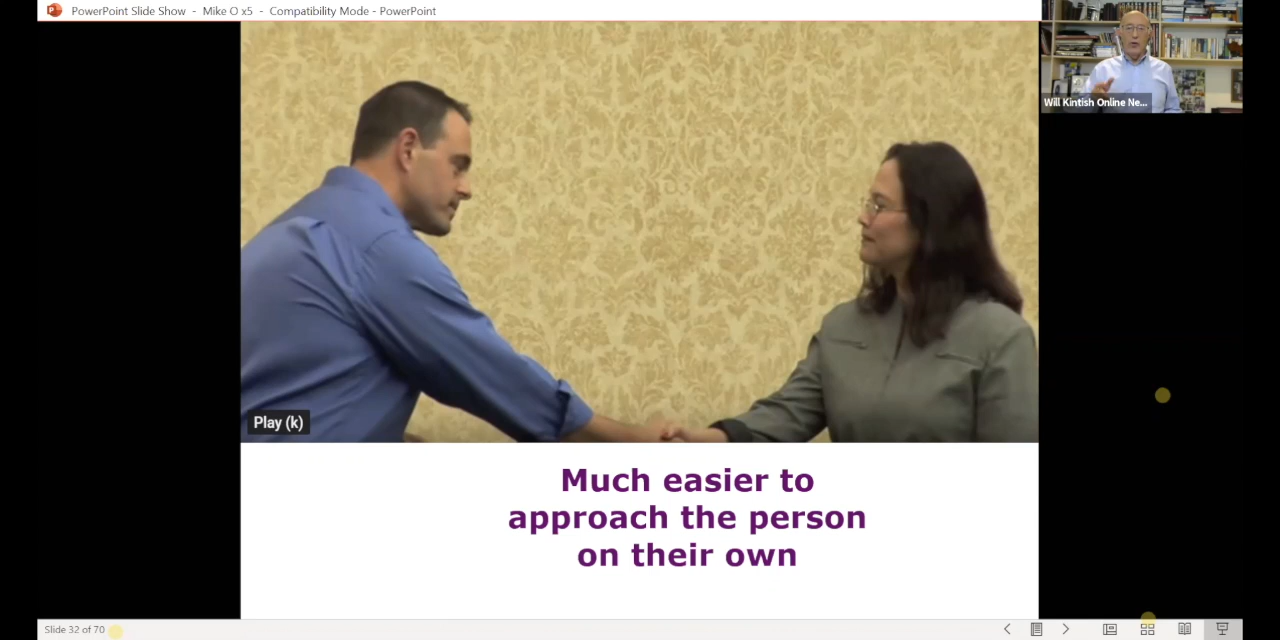 PowerPoint Slide Show - Mike O x5 - Compatibility Mode - PowerPoint
Will Kintish Online Ne...
Play (k)
Much easier to
approach the person
on their own
Slide 32 of 70